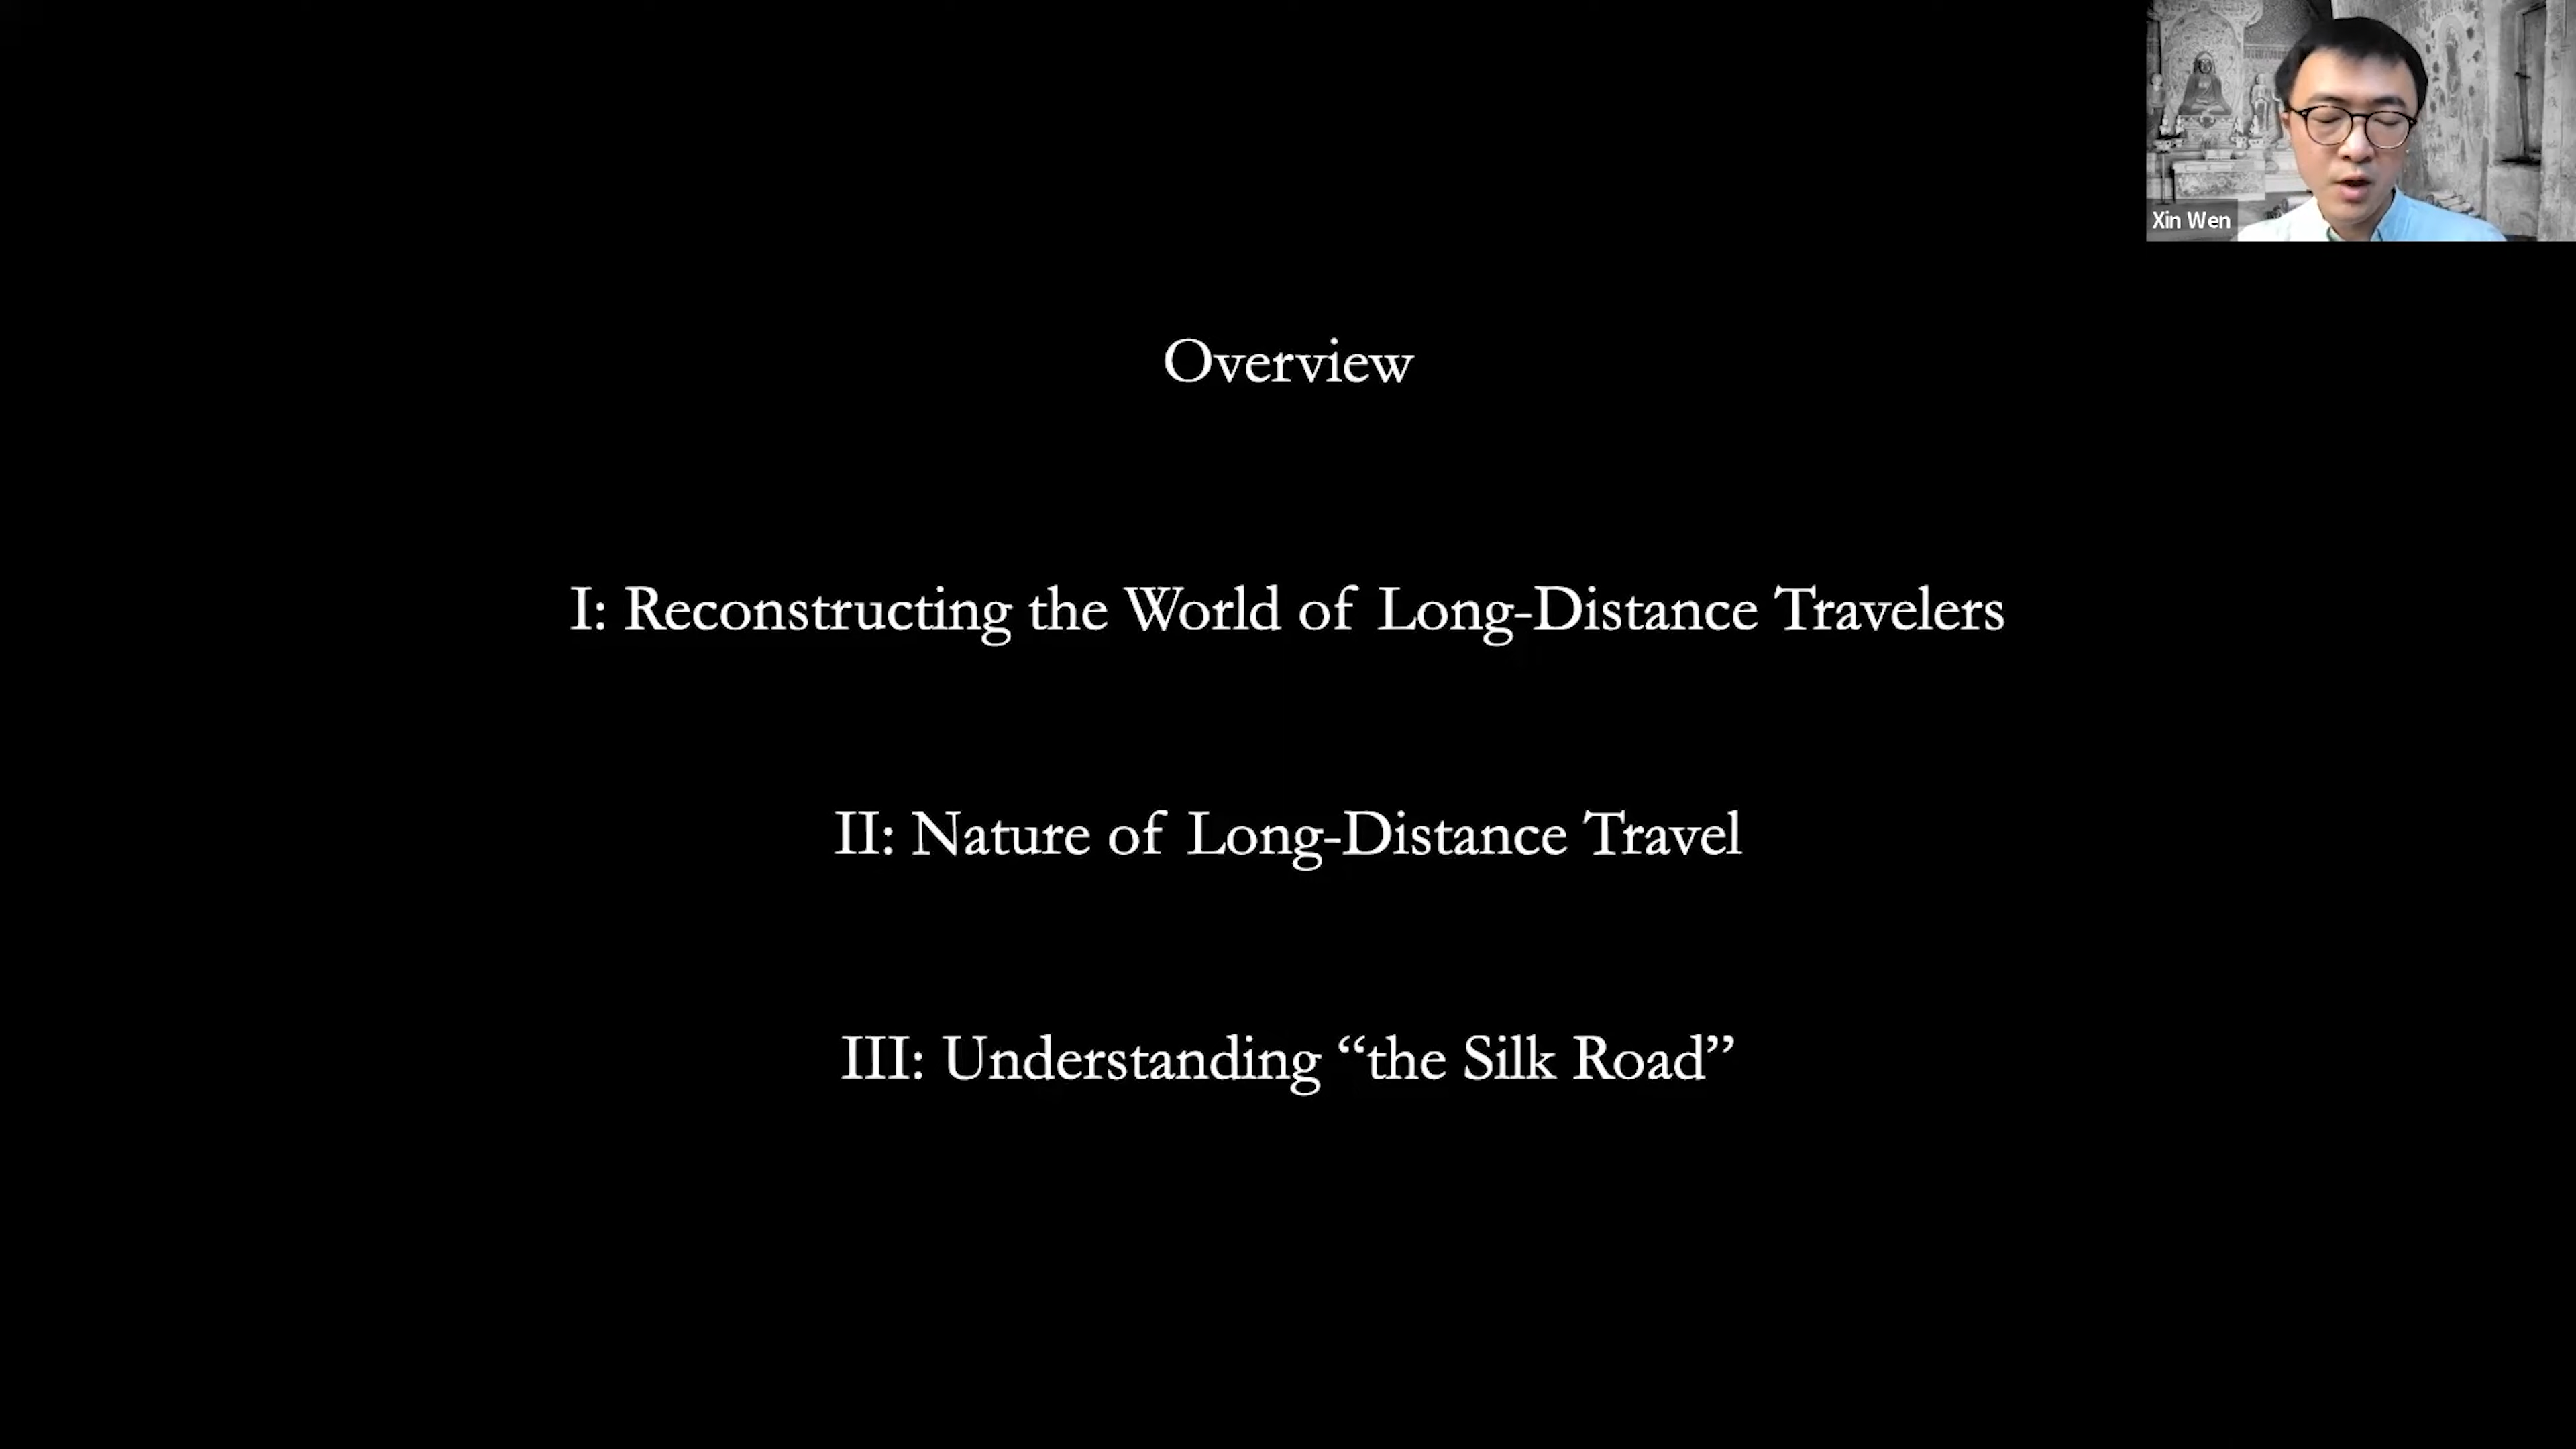 Xin Wen
Overview
I: Reconstructing the World of Long-Distance Travelers
II: Nature of Long-Distance Travel
III: Understanding “the Silk Road”